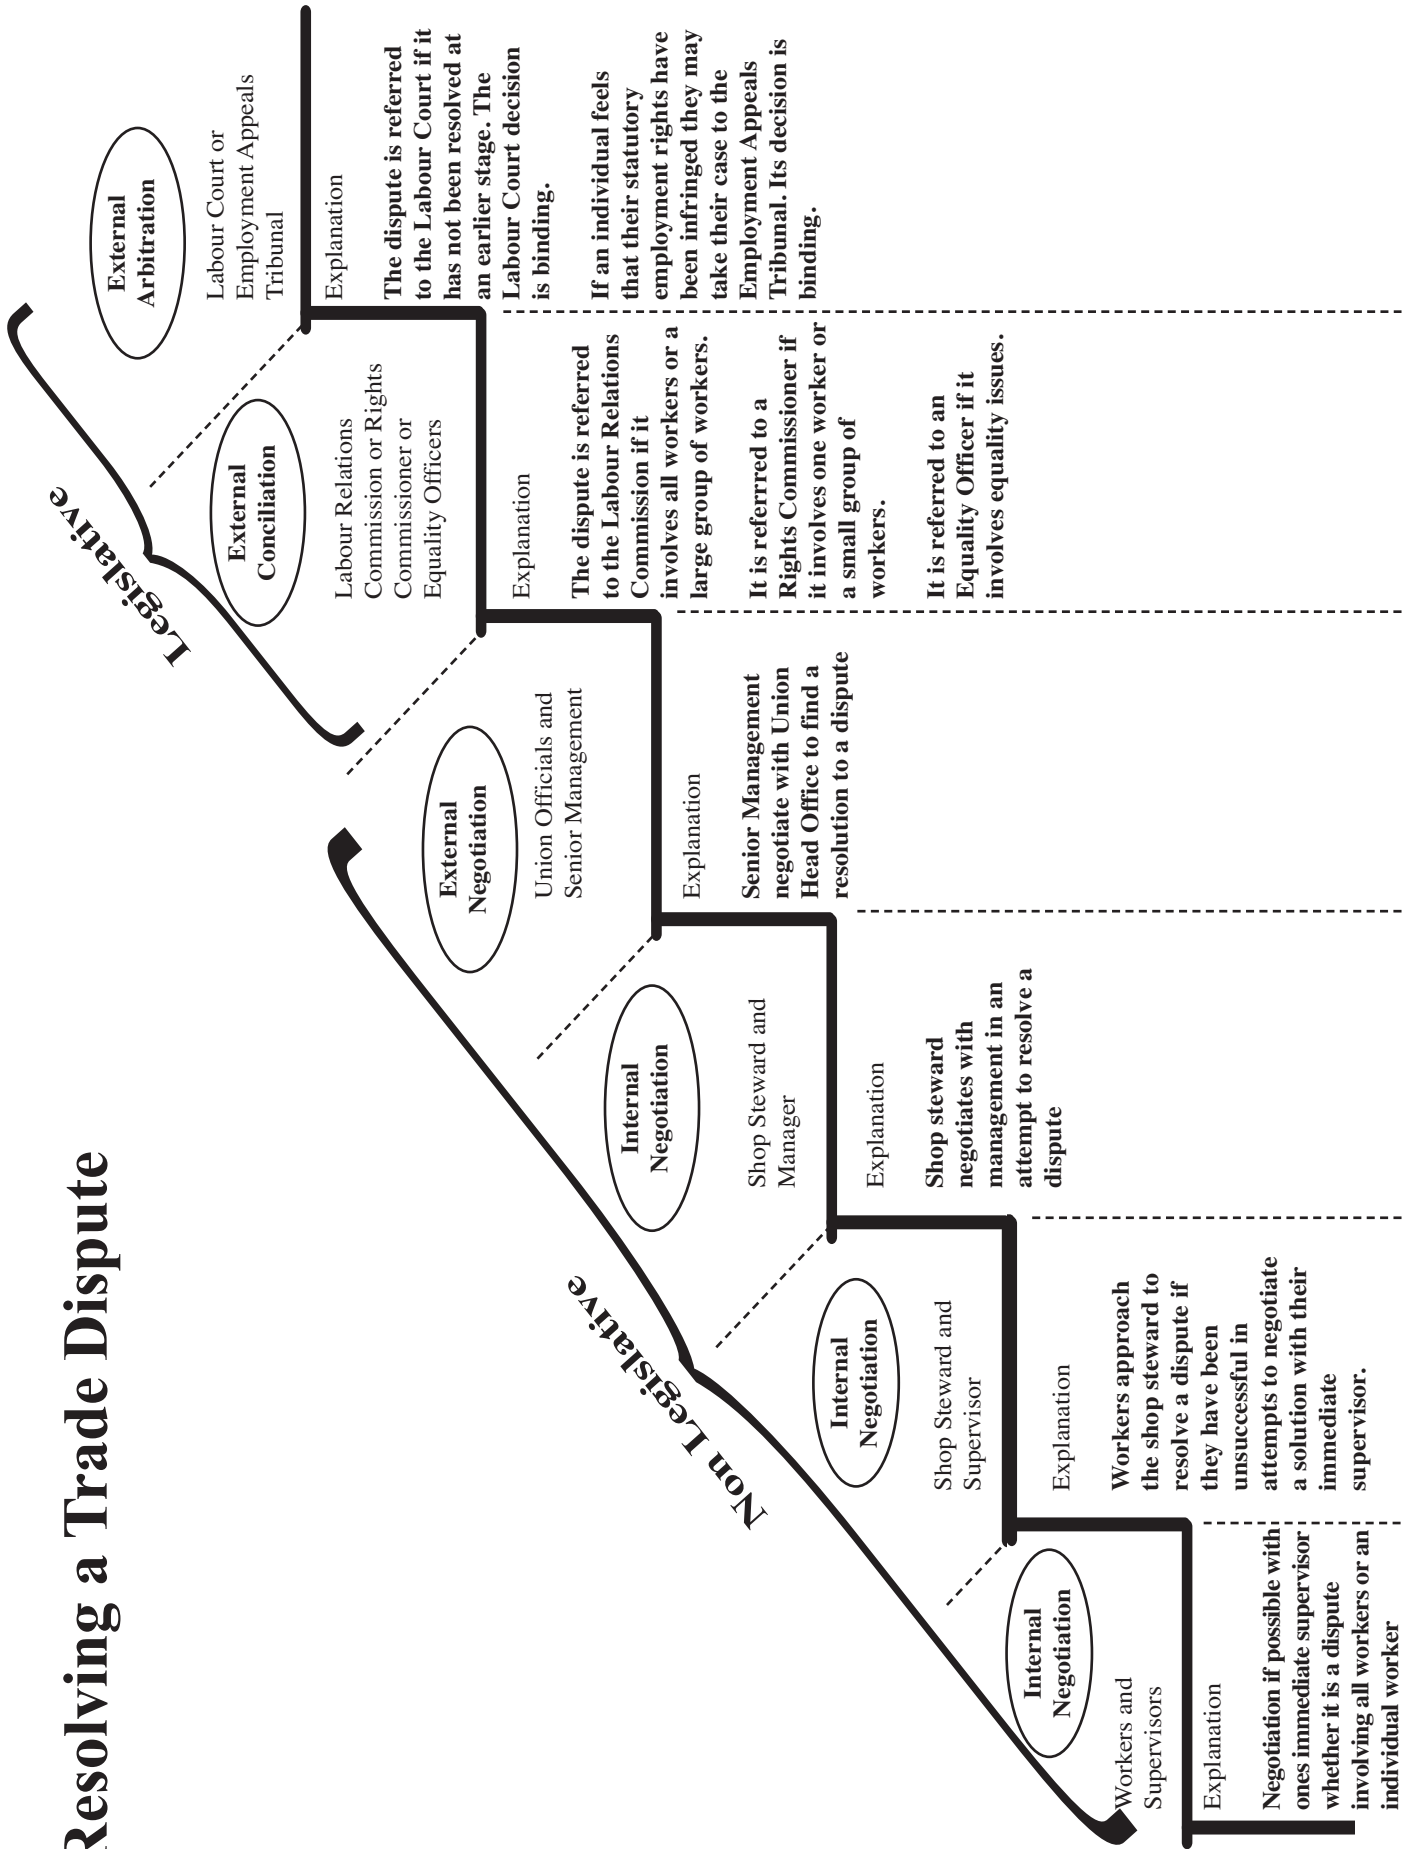 Resolving a Trade Dispute
Non Legislative
Legislative
Internal
Negotiation
Workers and
Supervisors
Explanation
Negotiation if possible with
ones immediate supervisor
whether it is a dispute
involving all workers or an
individual worker
Internal
Negotiation
Shop Steward and
Supervisor
Explanation
Workers approach
the shop steward to
resolve a dispute if
they have been
unsuccessful in
attempts to negotiate
a solution with their
immediate
supervisor.
Internal
Negotiation
Shop Steward and
Manager
Explanation
Shop steward
negotiates with
management in an
attempt to resolve a
dispute
External
Negotiation
Union Officials and
Senior Management
Explanation
Senior Management
negotiate with Union
Head Office to find a
resolution to a dispute
External
Conciliation
Labour Relations
Commission or Rights
Commissioner or
Equality Officers
Explanation
The dispute is referred
to the Labour Relations
Commission if it
involves all workers or a
large group of workers.
It is referrred to a
Rights Commissioner if
it involves one worker or
a small group of
workers.
It is referred to an
Equality Officer if it
involves equality issues.
External
Arbitration
Labour Court or
Employment Appeals
Tribunal
Explanation
The dispute is referred
to the Labour Court if it
has not been resolved at
an earlier stage. The
Labour Court decision
is binding.
If an individual feels
that their statutory
employment rights have
been infringed they may
take their case to the
Employment Appeals
Tribunal. Its decision is
binding.